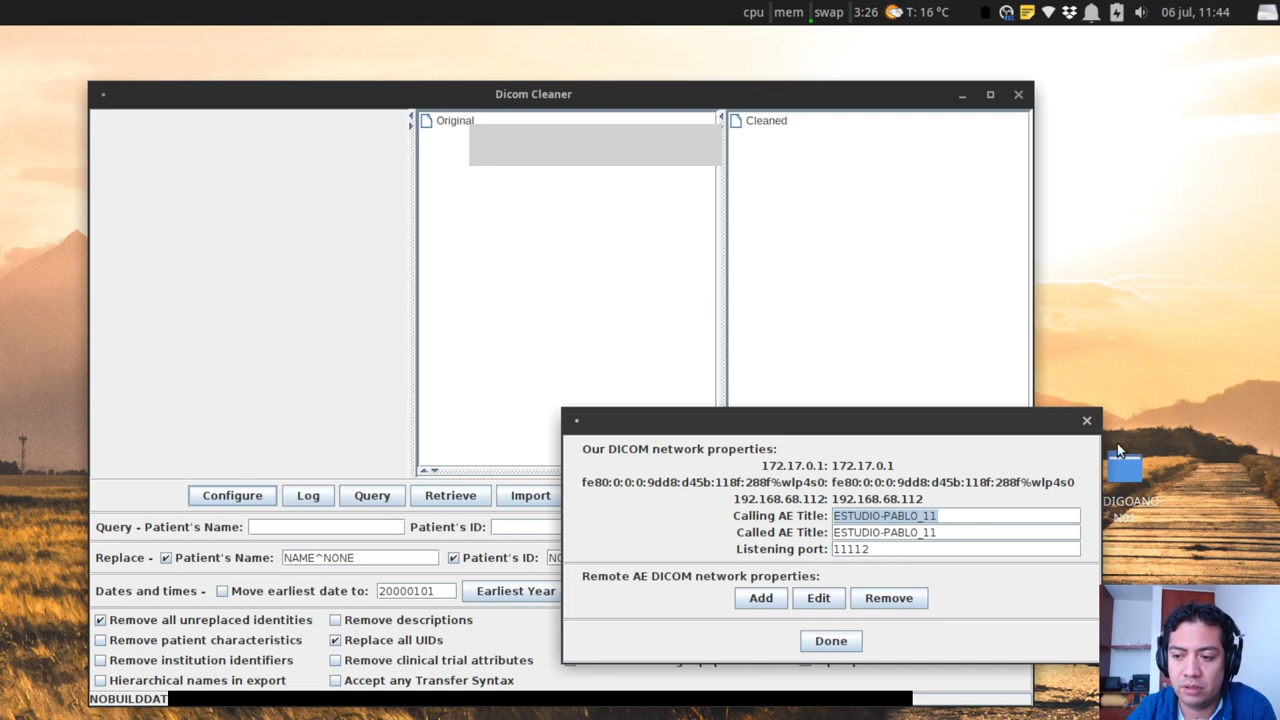 cpu mem swap 3:26 T: 16 °C 06 jul, 11:44
Dicom Cleaner
Original
Cleaned
Configure Log Query Retrieve Import
Query - Patient's Name: Patient's ID:
Replace - Patient's Name: NAME^NONE Patient's ID: NO
Dates and times - Move earliest date to: 20000101 Earliest Year
Remove all unreplaced identities Remove descriptions
Remove patient characteristics Replace all UIDs
Remove institution identifiers Remove clinical trial attributes
Hierarchical names in export Accept any Transfer Syntax
NOBUILDDAT
Our DICOM network properties:
172.17.0.1: 172.17.0.1
fe80:0:0:0:9dd8:d45b:118f:288f%wlp4s0: fe80:0:0:0:9dd8:d45b:118f:288f%wlp4s0
192.168.68.112: 192.168.68.112
Calling AE Title: ESTUDIO-PABLO_11
Called AE Title: ESTUDIO-PABLO_11
Listening port: 11112
Remote AE DICOM network properties:
Add Edit Remove
Done